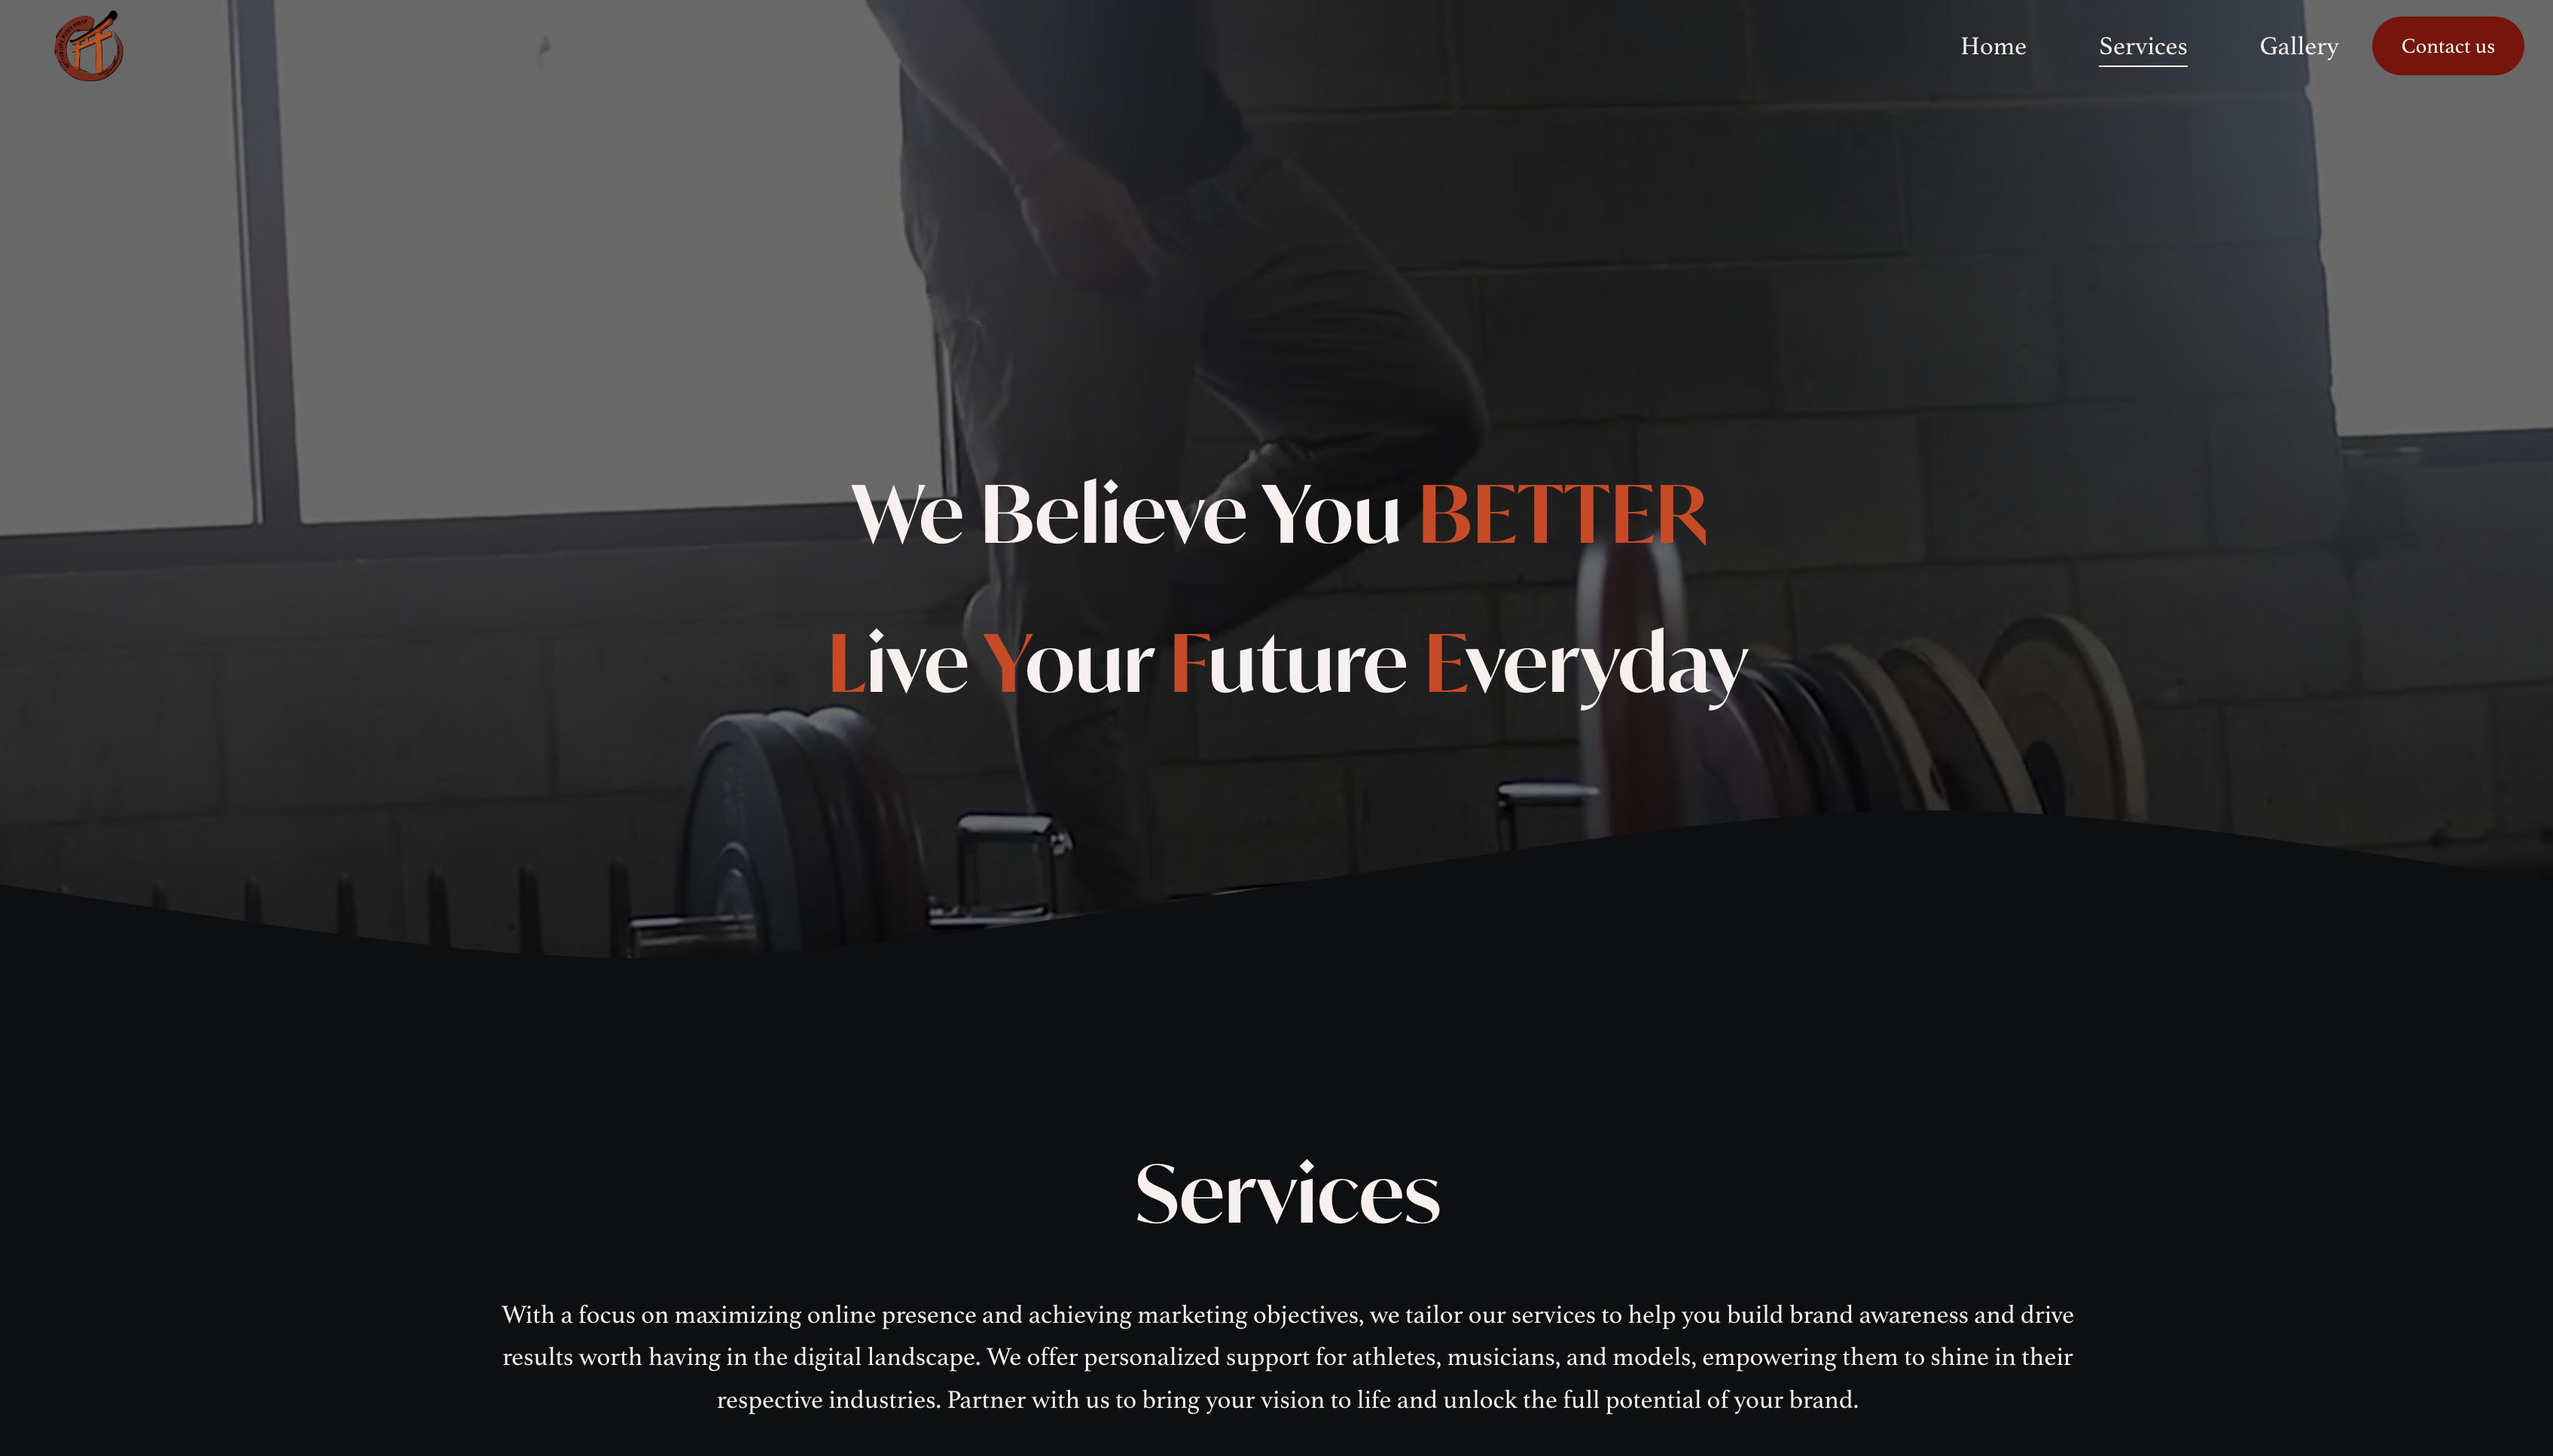 Home Services Gallery Contact us
We Believe You BETTER
Live Your Future Everyday
Services
With a focus on maximizing online presence and achieving marketing objectives, we tailor our services to help you build brand awareness and drive
results worth having in the digital landscape. We offer personalized support for athletes, musicians, and models, empowering them to shine in their
respective industries. Partner with us to bring your vision to life and unlock the full potential of your brand.